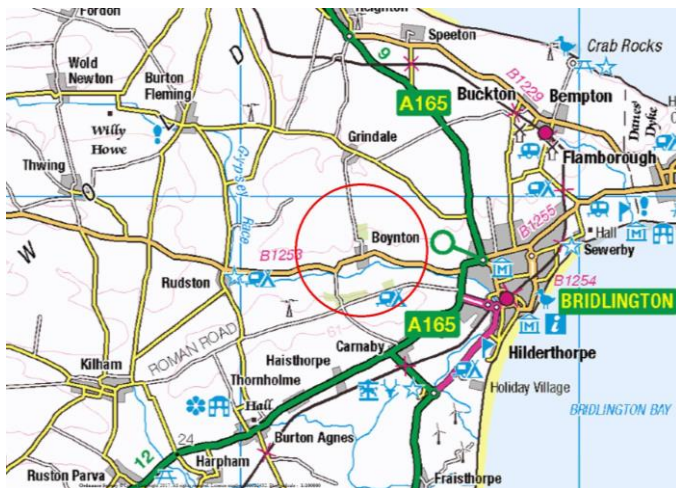 Fordon
Heighton
Speeton
Crab Rocks
Wold
Newton
Burton
Fleming
D
9
A165
Buckton
B1229
Bempton
Danes
Dyke
Willy
Howe
L
Grindale
Flamborough
Thwing
O
Gypsey
Race
W
B1253
Boynton
B1255
Hall
Sewerby
M
Rudston
B1254
BRIDLINGTON
61
A165
M
i
ROMAN ROAD
Carnaby
Hilderthorpe
Kilham
Haisthorpe
Thornholme
Holiday Village
Hall
BRIDLINGTON BAY
24
Burton Agnes
12
Harpham
Ruston Parva
Fraisthorpe